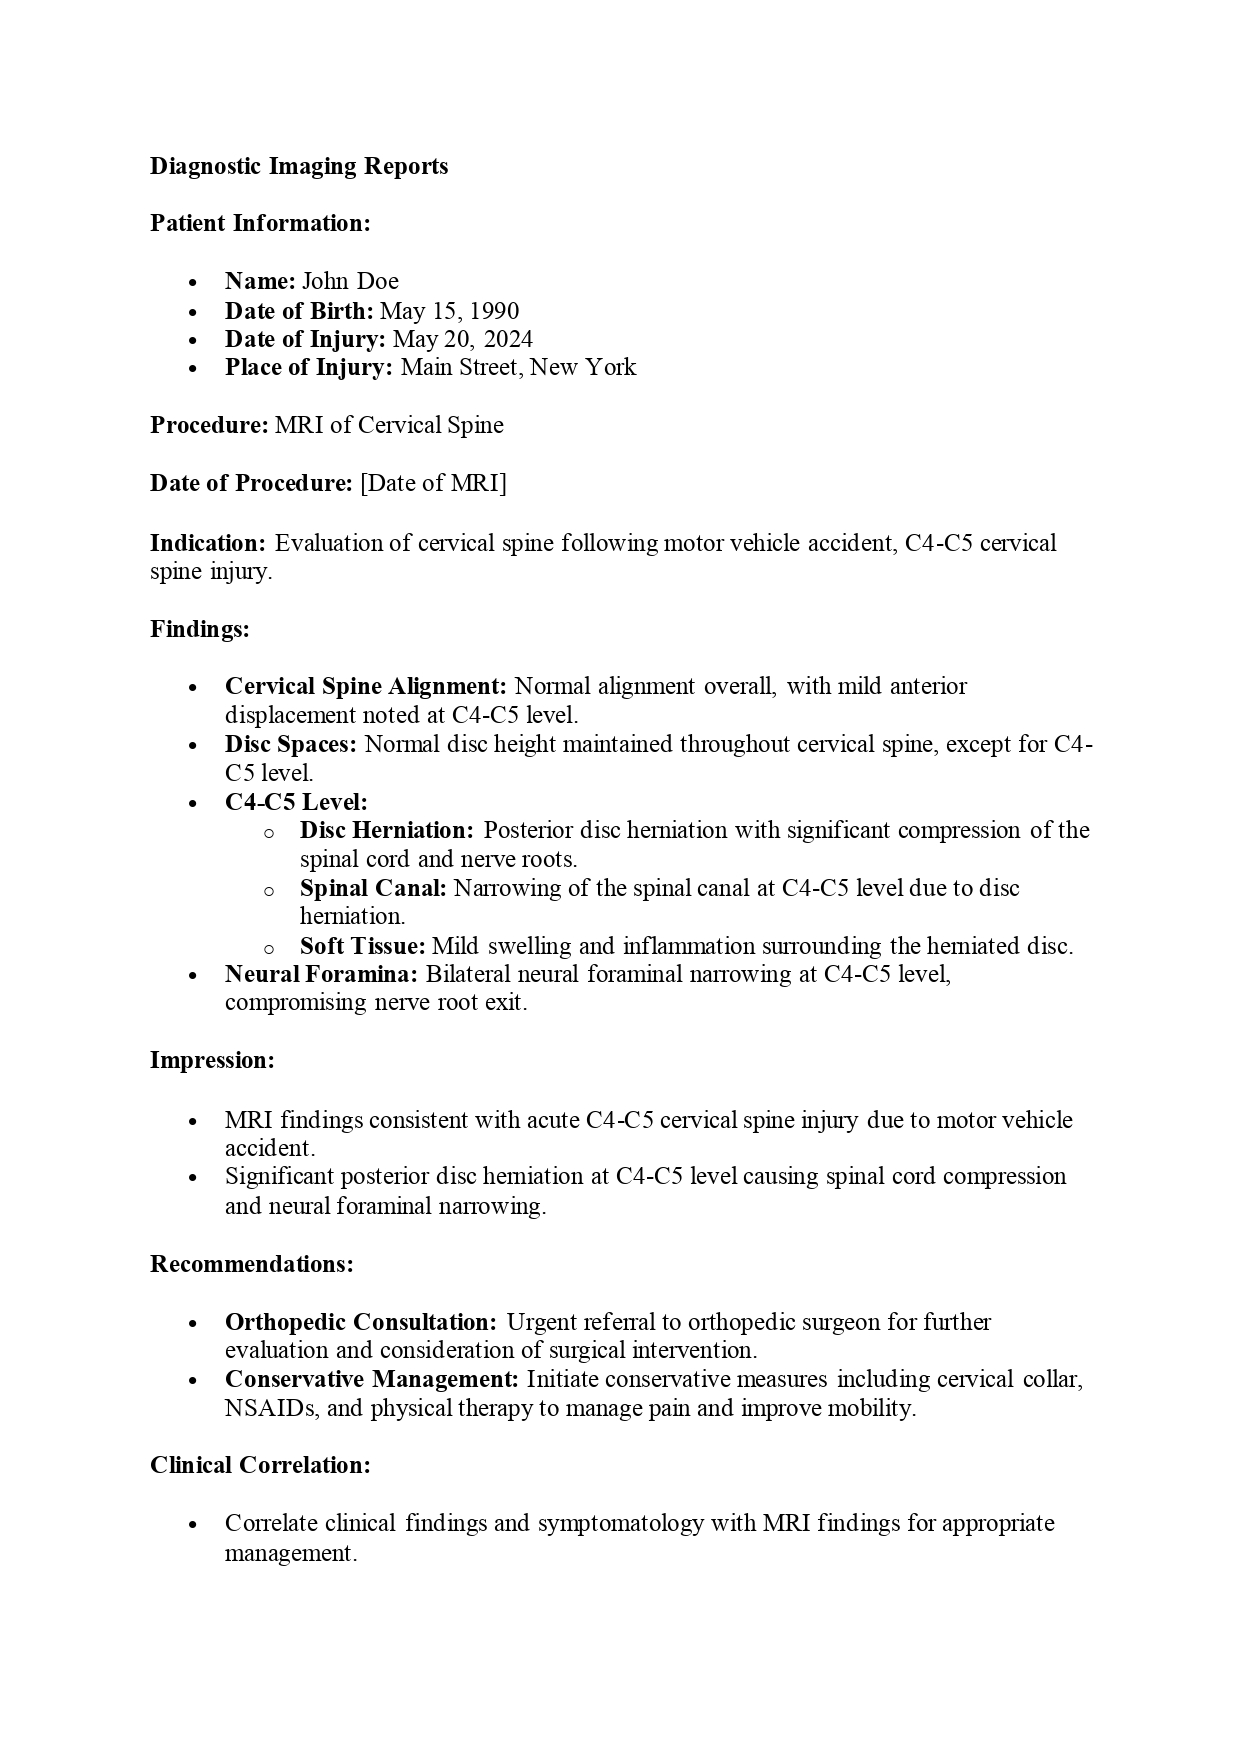 Diagnostic Imaging Reports
Patient Information:
• Name: John Doe
• Date of Birth: May 15, 1990
• Date of Injury: May 20, 2024
• Place of Injury: Main Street, New York
Procedure: MRI of Cervical Spine
Date of Procedure: [Date of MRI]
Indication: Evaluation of cervical spine following motor vehicle accident, C4-C5 cervical
spine injury.
Findings:
• Cervical Spine Alignment: Normal alignment overall, with mild anterior
displacement noted at C4-C5 level.
• Disc Spaces: Normal disc height maintained throughout cervical spine, except for C4-
C5 level.
• C4-C5 Level:
o Disc Herniation: Posterior disc herniation with significant compression of the
spinal cord and nerve roots.
o Spinal Canal: Narrowing of the spinal canal at C4-C5 level due to disc
herniation.
o Soft Tissue: Mild swelling and inflammation surrounding the herniated disc.
• Neural Foramina: Bilateral neural foraminal narrowing at C4-C5 level,
compromising nerve root exit.
Impression:
• MRI findings consistent with acute C4-C5 cervical spine injury due to motor vehicle
accident.
• Significant posterior disc herniation at C4-C5 level causing spinal cord compression
and neural foraminal narrowing.
Recommendations:
• Orthopedic Consultation: Urgent referral to orthopedic surgeon for further
evaluation and consideration of surgical intervention.
• Conservative Management: Initiate conservative measures including cervical collar,
NSAIDs, and physical therapy to manage pain and improve mobility.
Clinical Correlation:
• Correlate clinical findings and symptomatology with MRI findings for appropriate
management.